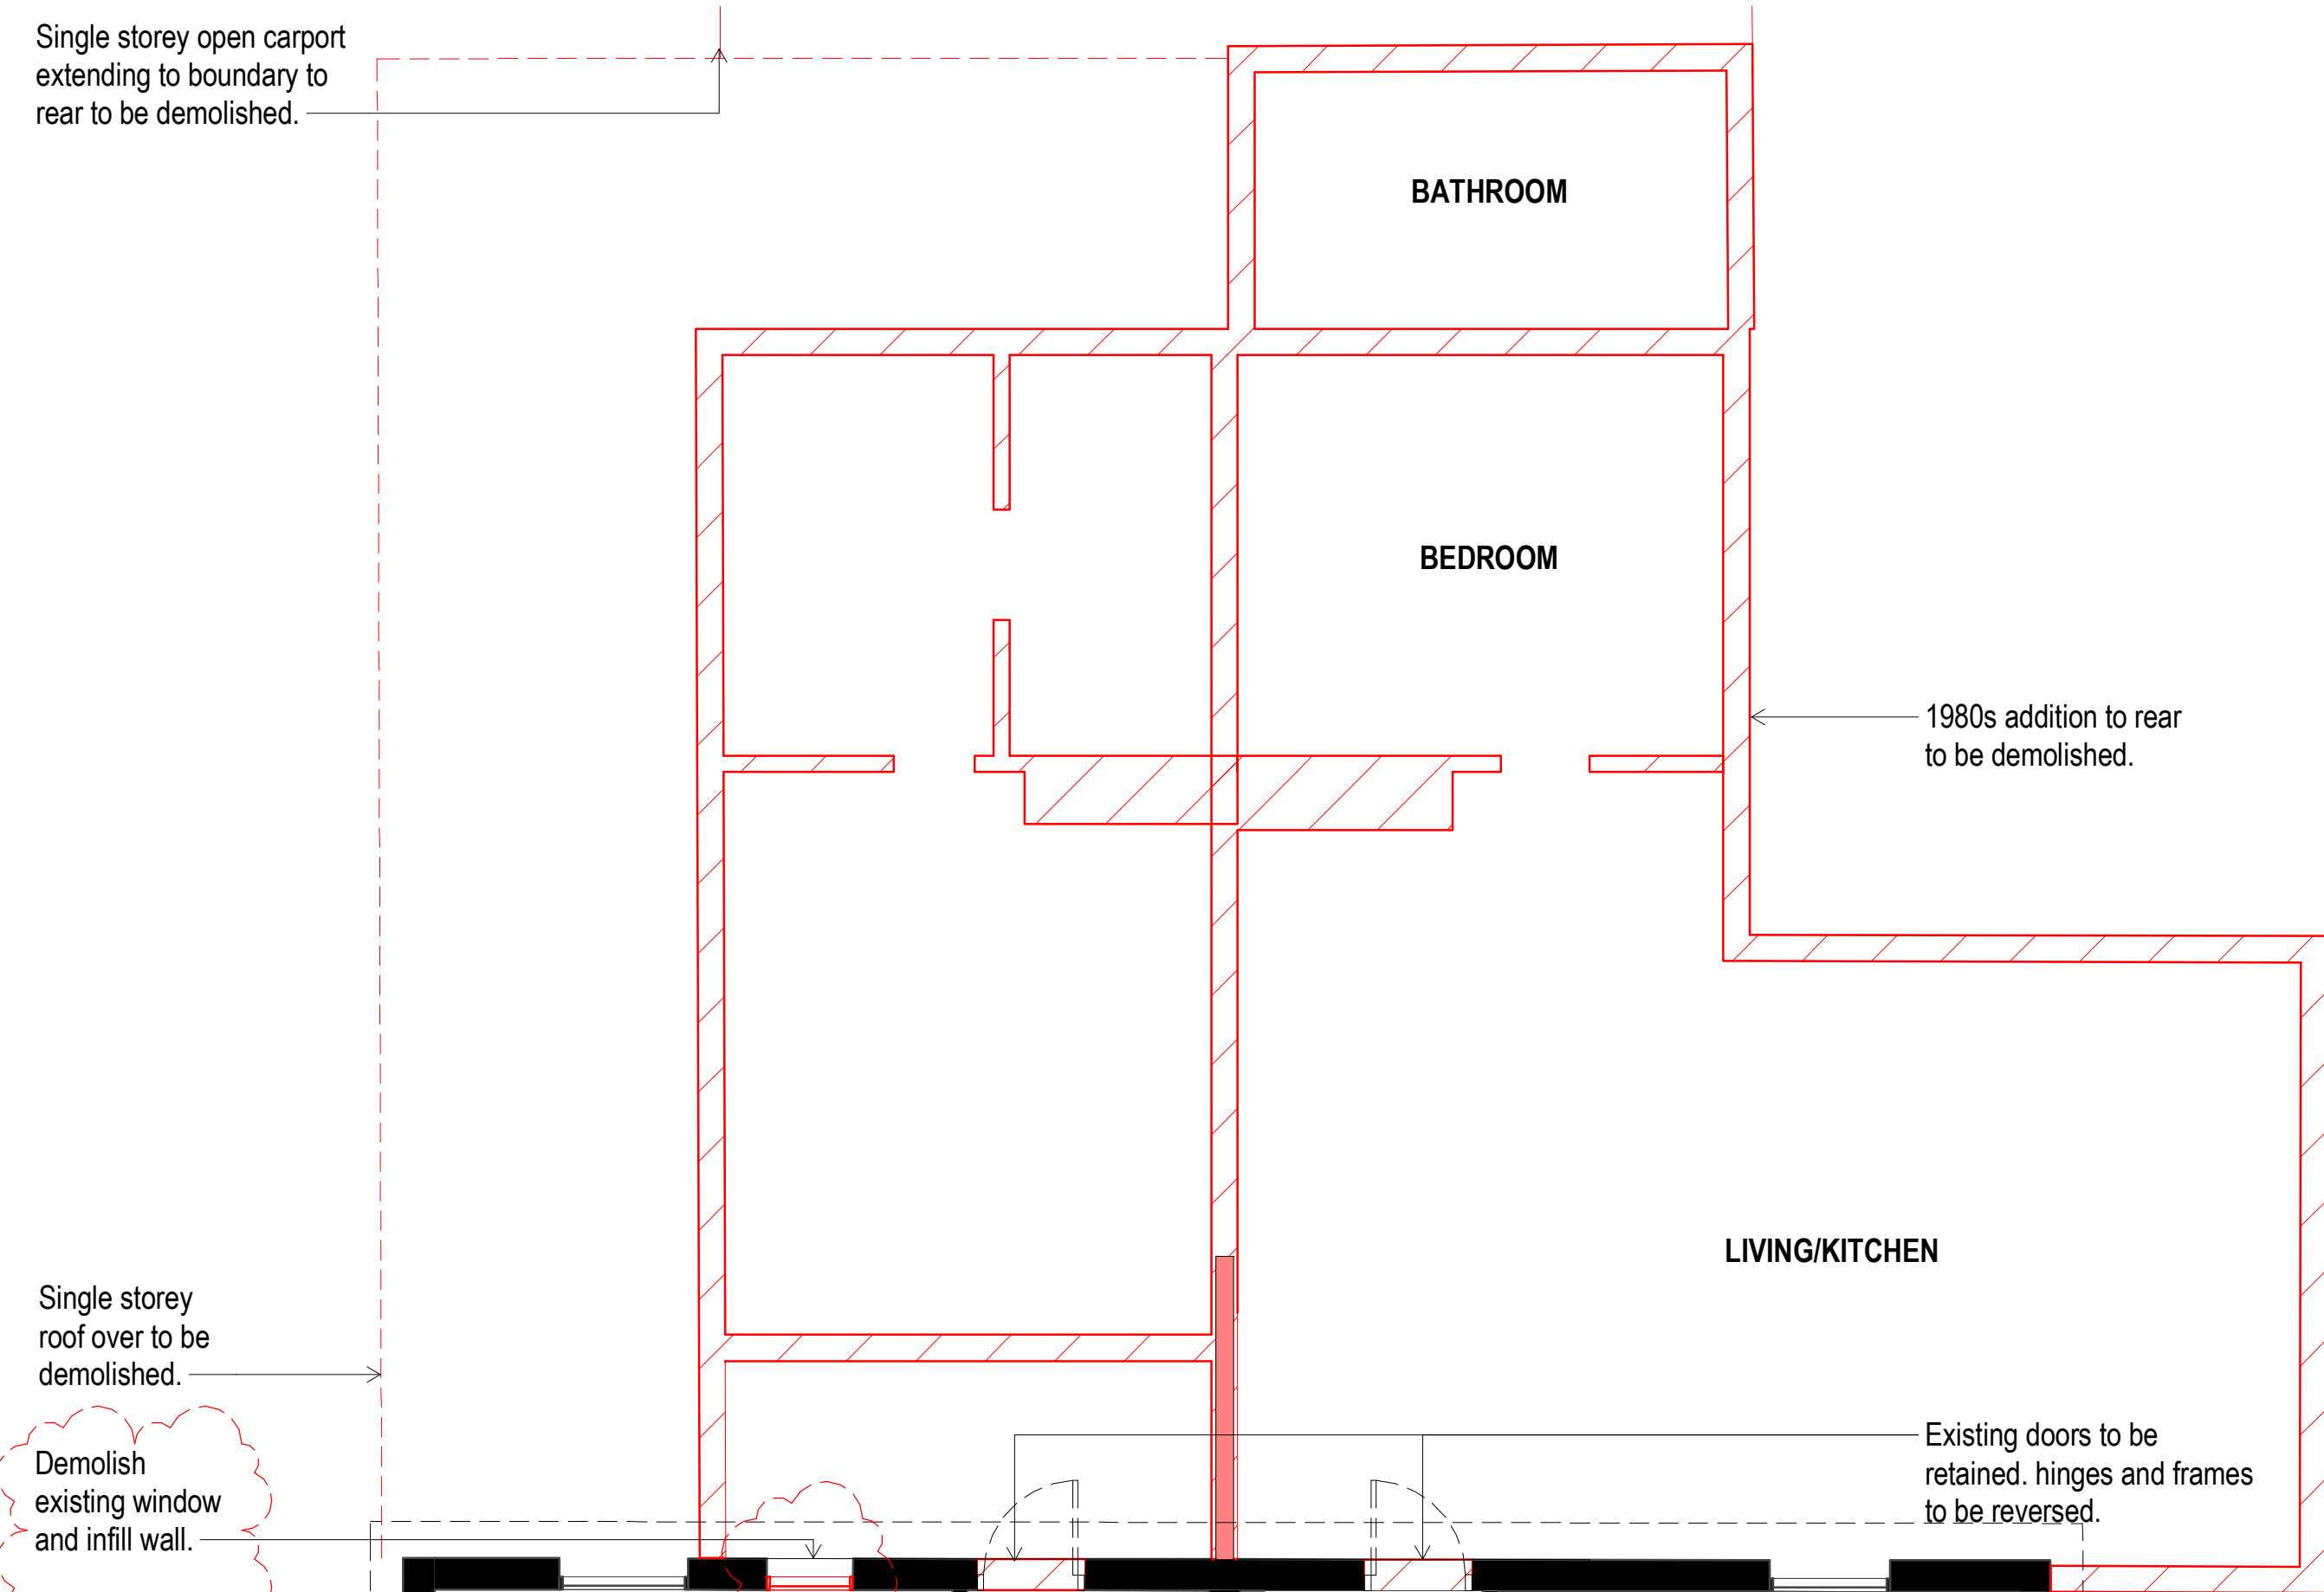 Single storey open carport
extending to boundary to
rear to be demolished.
BATHROOM
BEDROOM
1980s addition to rear
to be demolished.
LIVING/KITCHEN
Single storey
roof over to be
demolished.
Demolish
existing window
and infill wall.
Existing doors to be
retained. hinges and frames
to be reversed.